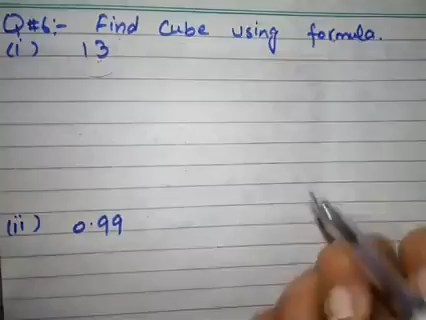 Q#6:- Find Cube using formula.
(i) 13
(ii) 0.99